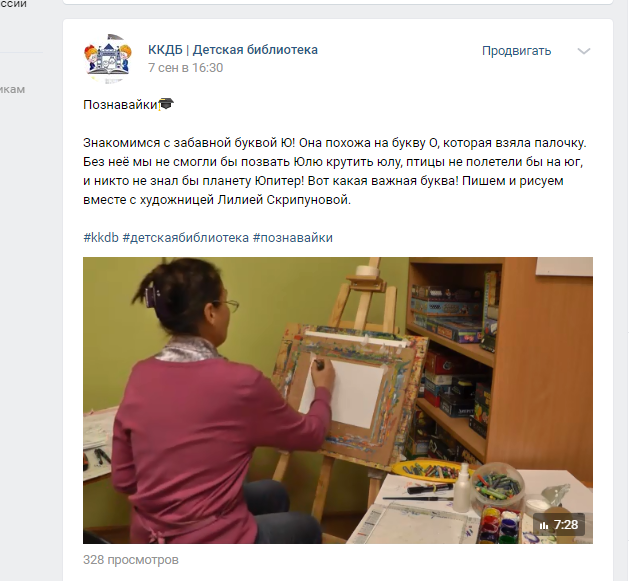 ссии
икам
ККДБ | Детская библиотека
7 сен в 16:30
Продвигать
Познавайки
Знакомимся с забавной буквой Ю! Она похожа на букву О, которая взяла палочку.
Без неё мы не смогли бы позвать Юлю крутить юлу, птицы не полетели бы на юг,
и никто не знал бы планету Юпитер! Вот какая важная буква! Пишем и рисуем
вместе с художницей Лилией Скрипуновой.
#kkdb #детскаябиблиотека #познавайки
7:28
328 просмотров